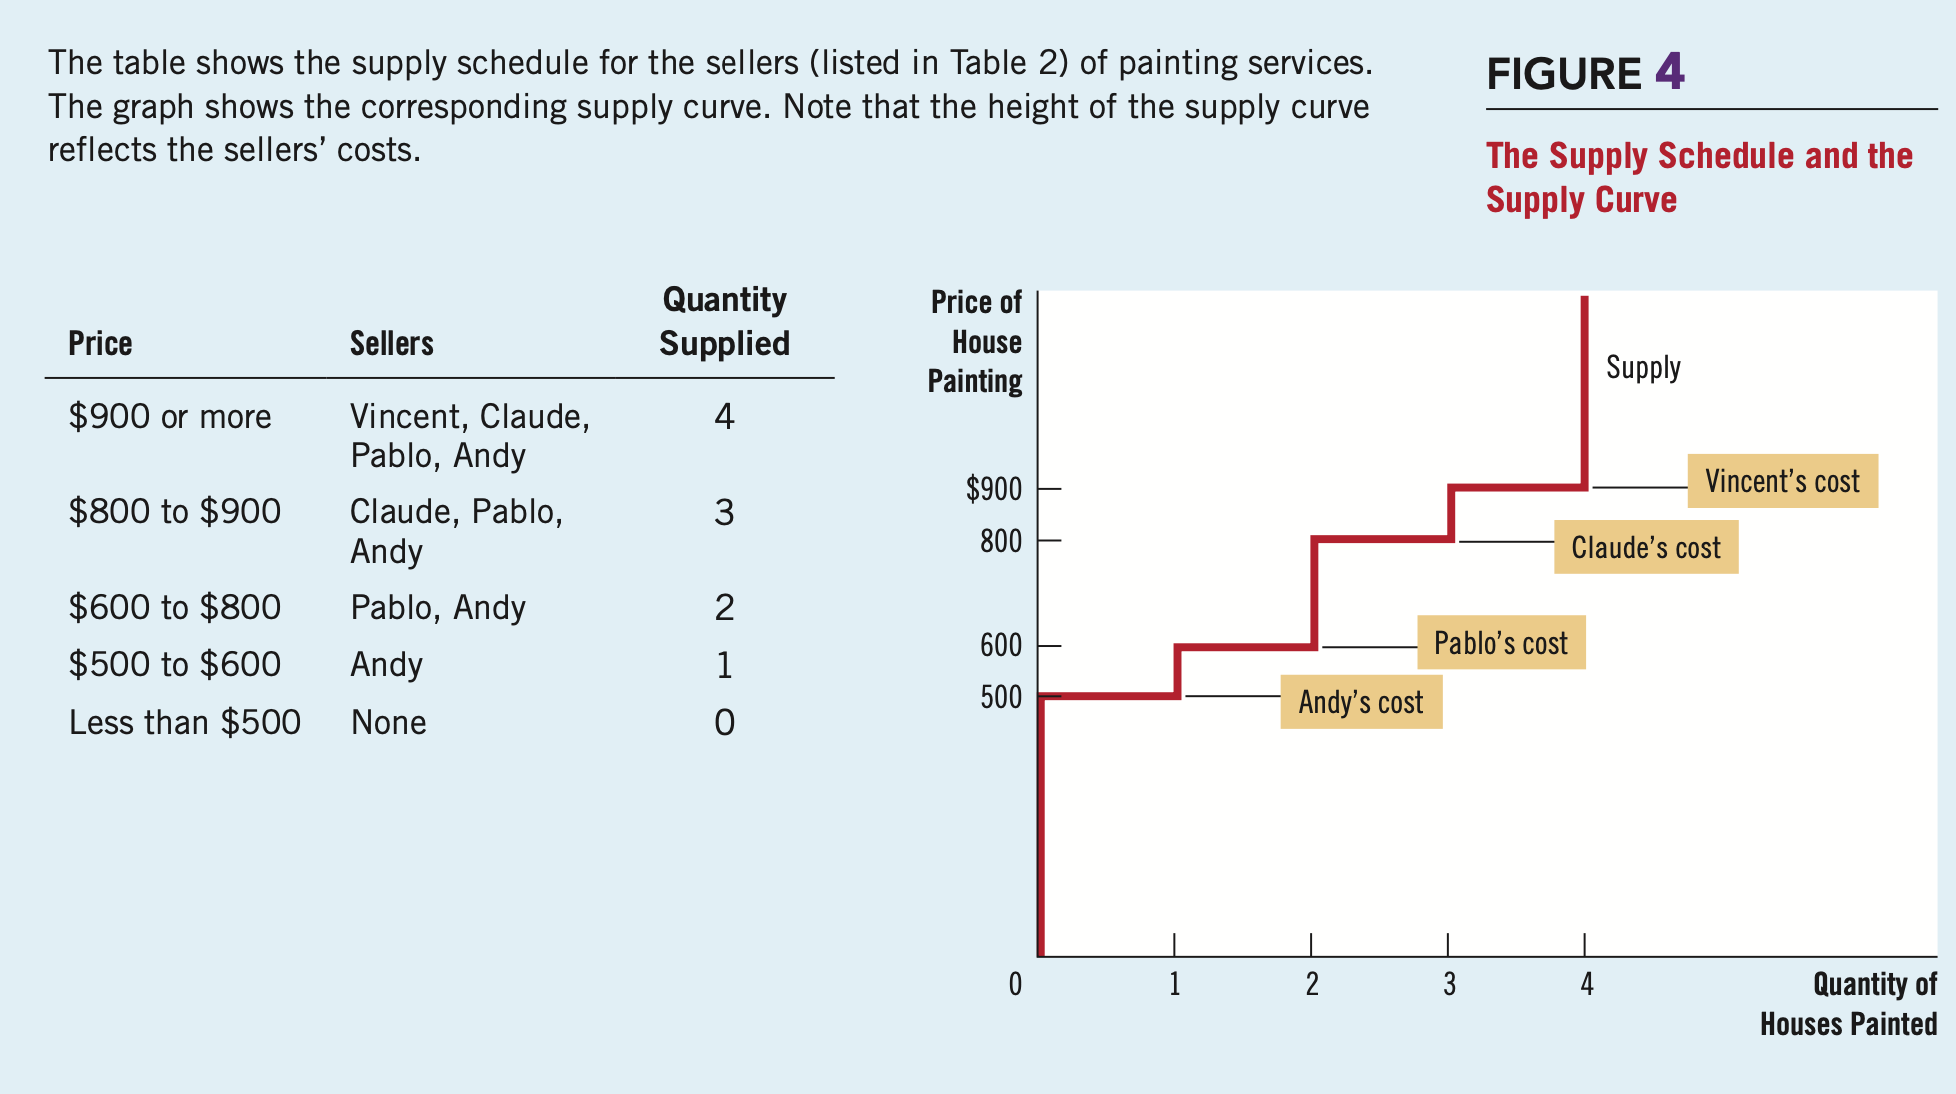 The table shows the supply schedule for the sellers (listed in Table 2) of painting services.
The graph shows the corresponding supply curve. Note that the height of the supply curve
reflects the sellers’ costs.
FIGURE 4
The Supply Schedule and the
Supply Curve
Price Sellers Quantity
Supplied
$900 or more Vincent, Claude, 4
Pablo, Andy
$800 to $900 Claude, Pablo, 3
Andy
$600 to $800 Pablo, Andy 2
$500 to $600 Andy 1
Less than $500 None 0
Price of
House
Painting
Supply
$900 Vincent’s cost
800 Claude’s cost
600 Pablo’s cost
500 Andy’s cost
0 1 2 3 4 Quantity of
Houses Painted